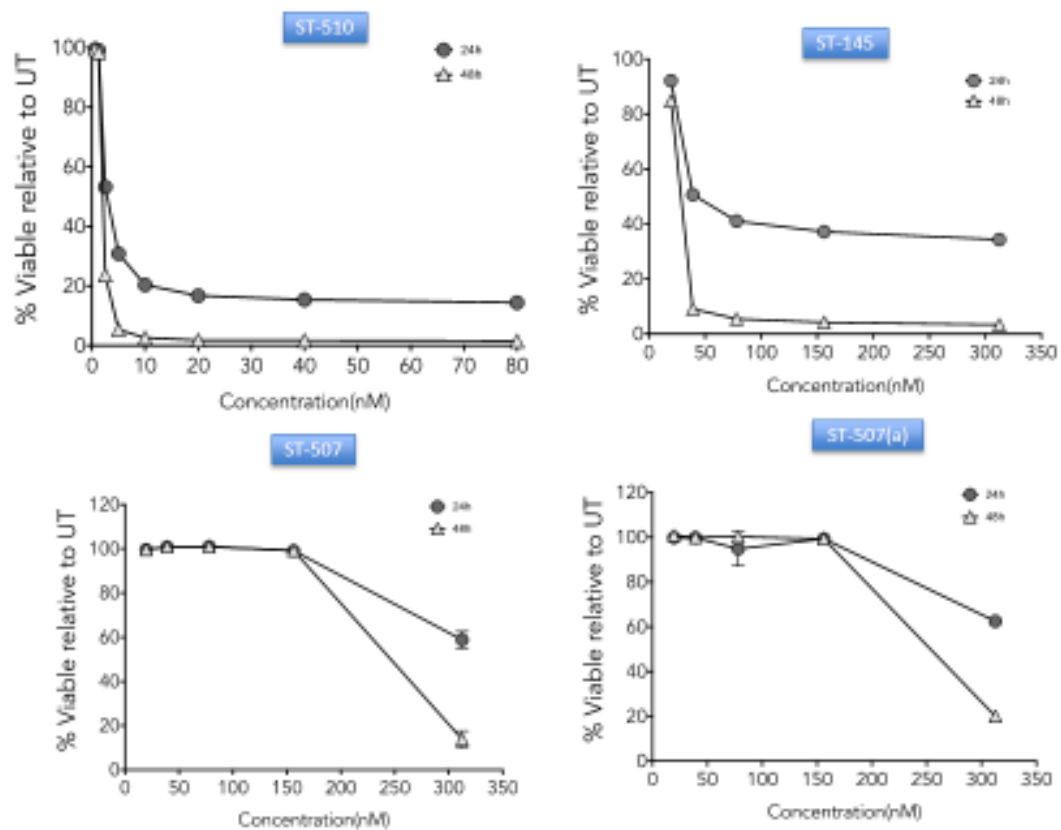 ST-510
24h
48h
% Viable relative to UT
100
80
60
40
20
0
0 10 20 30 40 50 60 70 80
Concentration(nM)
ST-145
24h
48h
% Viable relative to UT
100
80
60
40
20
0
0 50 100 150 200 250 300 350
Concentration(nM)
ST-507
24h
48h
% Viable relative to UT
120
100
80
60
40
20
0
0 50 100 150 200 250 300 350
Concentration(nM)
ST-507(a)
24h
48h
% Viable relative to UT
120
100
80
60
40
20
0
0 50 100 150 200 250 300 350
Concentration(nM)